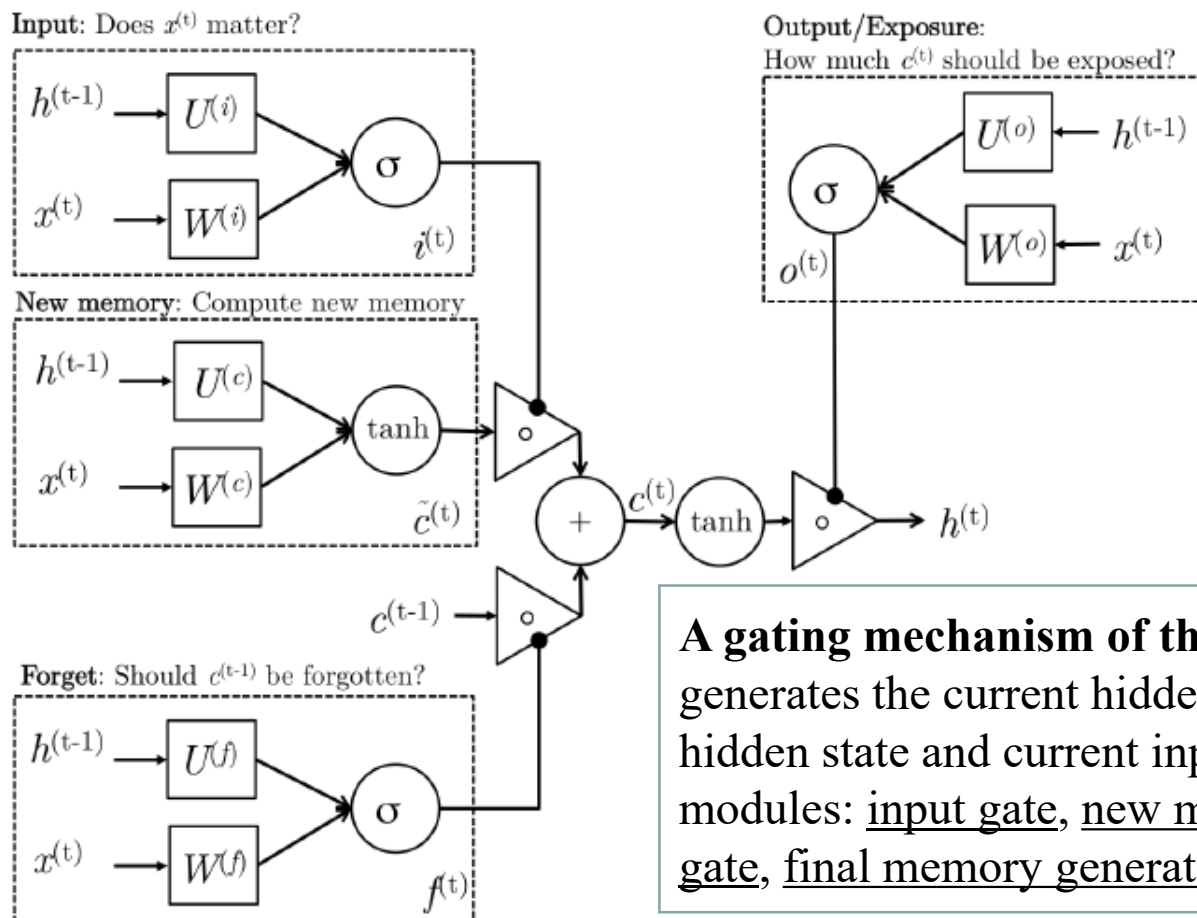 Input: Does x^(t) matter?
h^(t-1)
U^(i)
σ
x^(t)
W^(i)
i^(t)
New memory: Compute new memory
h^(t-1)
U^(c)
tanh
x^(t)
W^(c)
c̃^(t)
Output/Exposure:
How much c^(t) should be exposed?
U^(o)
h^(t-1)
σ
W^(o)
x^(t)
o^(t)
+
c^(t)
tanh
h^(t)
c^(t-1)
Forget: Should c^(t-1) be forgotten?
h^(t-1)
U^(f)
σ
x^(t)
W^(f)
f^(t)
A gating mechanism of th
generates the current hidde
hidden state and current inp
modules: input gate, new m
gate, final memory generat